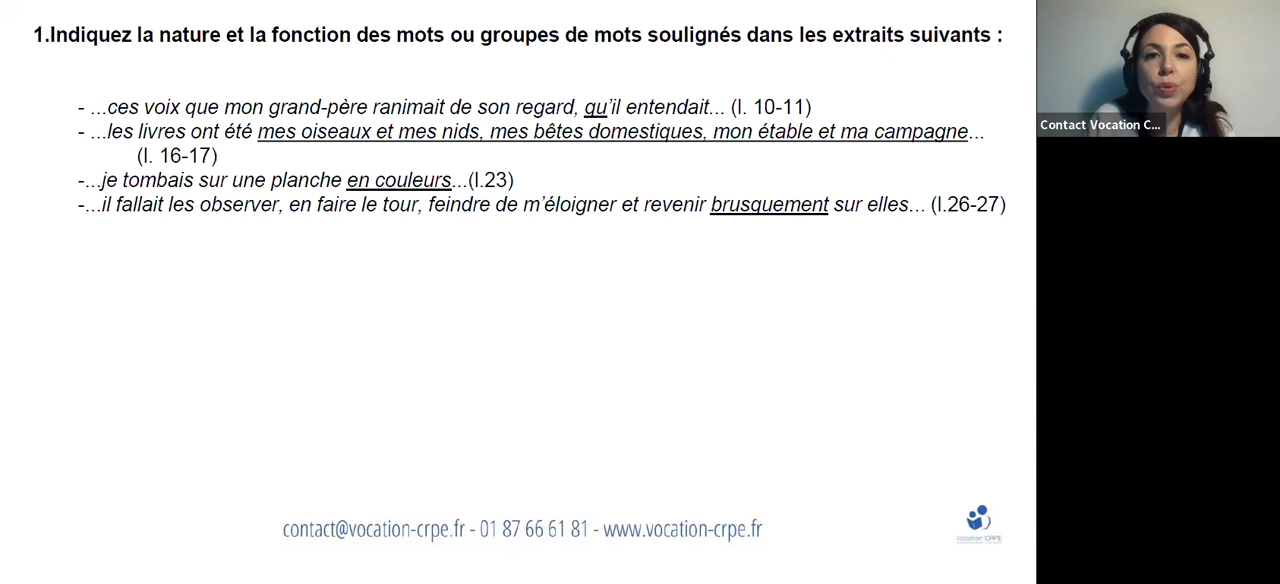 1.Indiquez la nature et la fonction des mots ou groupes de mots soulignés dans les extraits suivants :
- ...ces voix que mon grand-père ranimait de son regard, qu'il entendait... (l. 10-11)
- ...les livres ont été mes oiseaux et mes nids, mes bêtes domestiques, mon étable et ma campagne...
(l. 16-17)
-...je tombais sur une planche en couleurs...(l.23)
-...il fallait les observer, en faire le tour, feindre de m'éloigner et revenir brusquement sur elles... (l.26-27)
Contact Vocation C...
contact@vocation-crpe.fr - 01 87 66 61 81 - www.vocation-crpe.fr
Vocation CRPE